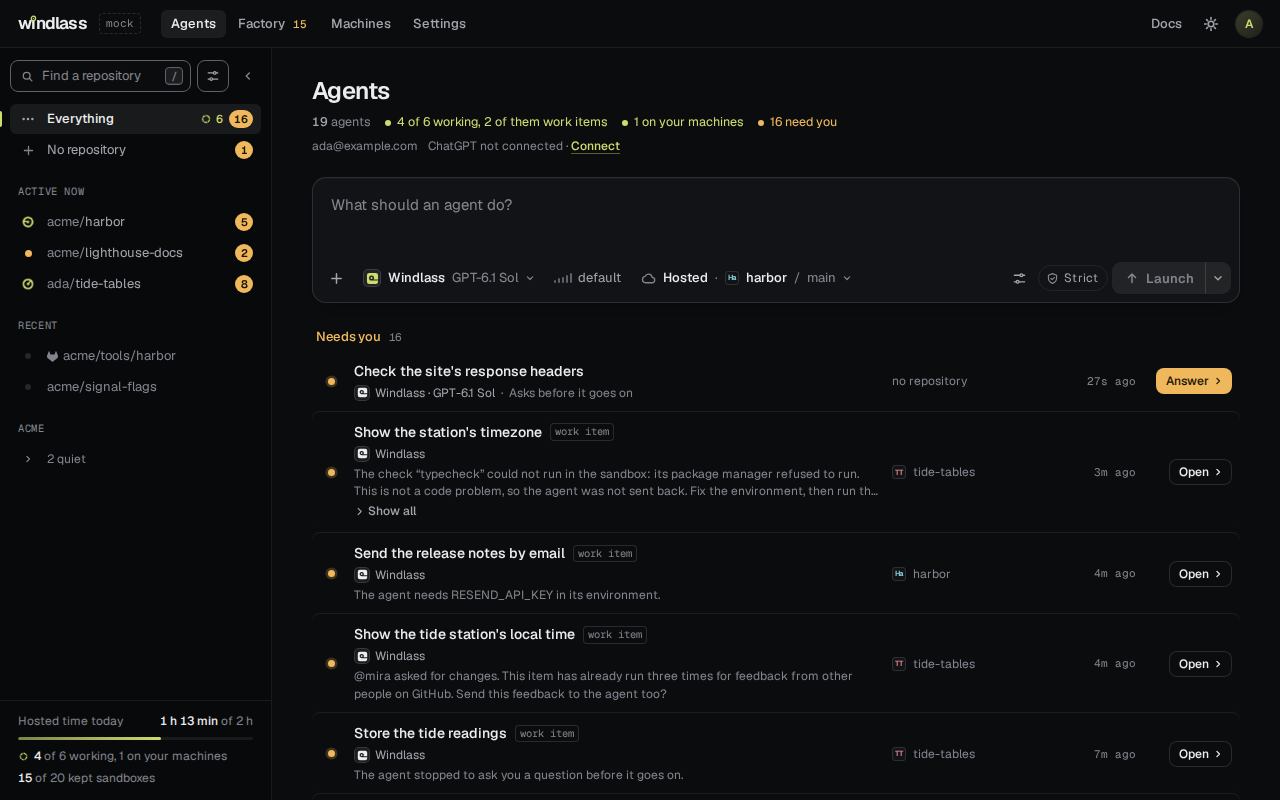 windlass mock Agents Factory 15 Machines Settings Docs A
Find a repository /
Everything 6 16
No repository 1
ACTIVE NOW
acme/harbor 5
acme/lighthouse-docs 2
ada/tide-tables 8
RECENT
acme/tools/harbor
acme/signal-flags
ACME
2 quiet
Hosted time today 1 h 13 min of 2 h
4 of 6 working, 1 on your machines
15 of 20 kept sandboxes
Agents
19 agents 4 of 6 working, 2 of them work items 1 on your machines 16 need you
ada@example.com ChatGPT not connected · Connect
What should an agent do?
Windlass GPT-6.1 Sol default Hosted · Ha harbor / main Strict Launch
Needs you 16
Check the site's response headers
Windlass · GPT-6.1 Sol · Asks before it goes on
no repository 27s ago Answer
Show the station's timezone work item
Windlass
The check “typecheck” could not run in the sandbox: its package manager refused to run.
This is not a code problem, so the agent was not sent back. Fix the environment, then run th…
Show all
TT tide-tables 3m ago Open
Send the release notes by email work item
Windlass
The agent needs RESEND_API_KEY in its environment.
Ha harbor 4m ago Open
Show the tide station's local time work item
Windlass
@mira asked for changes. This item has already run three times for feedback from other
people on GitHub. Send this feedback to the agent too?
TT tide-tables 4m ago Open
Store the tide readings work item
Windlass
The agent stopped to ask you a question before it goes on.
TT tide-tables 7m ago Open